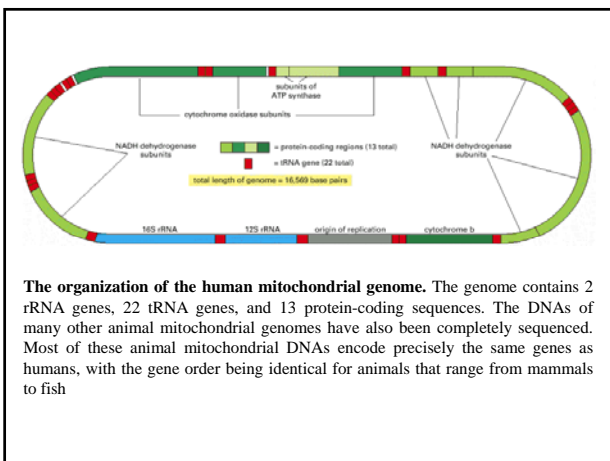 subunits of
ATP synthase
cytochrome oxidase subunits
NADH dehydrogenase
subunits
= protein-coding regions (13 total)
= tRNA gene (22 total)
total length of genome = 16,569 base pairs
NADH dehydrogenase
subunits
16S rRNA
12S rRNA
origin of replication
cytochrome b
The organization of the human mitochondrial genome. The genome contains 2
rRNA genes, 22 tRNA genes, and 13 protein-coding sequences. The DNAs of
many other animal mitochondrial genomes have also been completely sequenced.
Most of these animal mitochondrial DNAs encode precisely the same genes as
humans, with the gene order being identical for animals that range from mammals
to fish